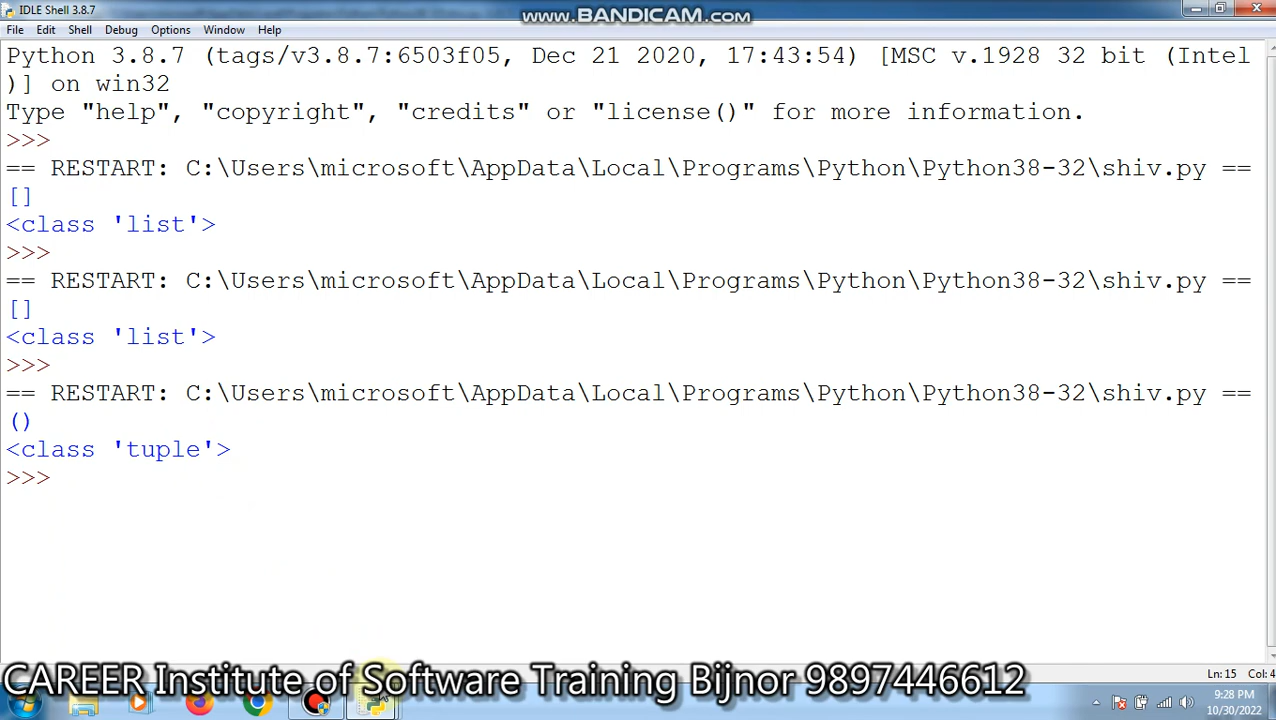 IDLE Shell 3.8.7
www.BANDICAM.com
File Edit Shell Debug Options Window Help
Python 3.8.7 (tags/v3.8.7:6503f05, Dec 21 2020, 17:43:54) [MSC v.1928 32 bit (Intel
)] on win32
Type "help", "copyright", "credits" or "license()" for more information.
>>>
== RESTART: C:\Users\microsoft\AppData\Local\Programs\Python\Python38-32\shiv.py ==
[]
<class 'list'>
>>>
== RESTART: C:\Users\microsoft\AppData\Local\Programs\Python\Python38-32\shiv.py ==
[]
<class 'list'>
>>>
== RESTART: C:\Users\microsoft\AppData\Local\Programs\Python\Python38-32\shiv.py ==
()
<class 'tuple'>
>>>
Ln: 15 Col: 4
CAREER Institute of Software Training Bijnor 9897446612
9:28 PM
10/30/2022